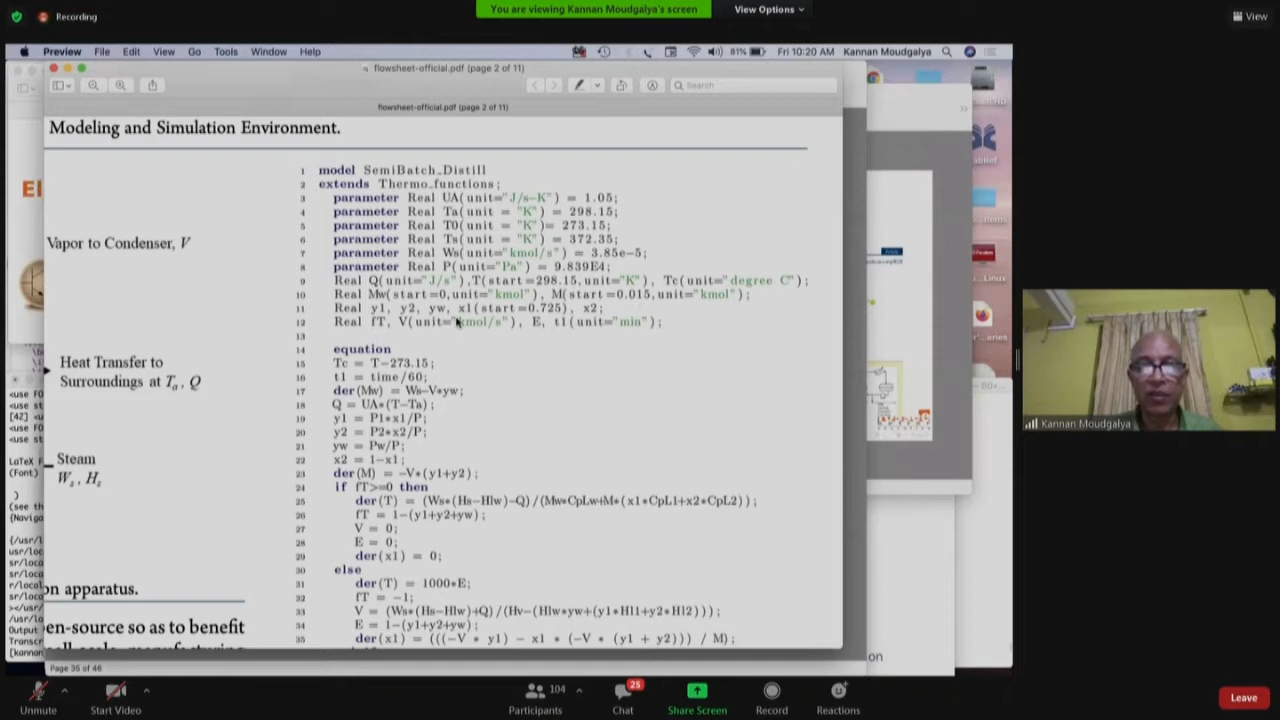 Recording
You are viewing Kannan Moudgalya's screen
View Options
View
Preview File Edit View Go Tools Window Help
81% Fri 10:20 AM Kannan Moudgalya
flowsheet-official.pdf (page 2 of 11)
Search
flowsheet-official.pdf (page 2 of 11)
Modeling and Simulation Environment.
Vapor to Condenser, V
Heat Transfer to
Surroundings at Ta, Q
Steam
Ws, Hs
on apparatus.
en-source so as to benefit
1 model SemiBatch_Distill
2 extends Thermo_functions;
3 parameter Real UA(unit="J/s-K") = 1.05;
4 parameter Real Ta(unit = "K") = 298.15;
5 parameter Real T0(unit = "K")= 273.15;
6 parameter Real Ts(unit = "K") = 372.35;
7 parameter Real Ws(unit="kmol/s") = 3.85e-5;
8 parameter Real P(unit="Pa") = 9.839E4;
9 Real Q(unit="J/s"),T(start=298.15,unit="K"), Tc(unit="degree C");
10 Real Mw(start=0,unit="kmol"), M(start=0.015,unit="kmol");
11 Real y1, y2, yw, x1(start=0.725), x2;
12 Real fT, V(unit="kmol/s"), E, t1(unit="min");
13
14 equation
15 Tc = T-273.15;
16 t1 = time/60;
17 der(Mw) = Ws-V*yw;
18 Q = UA*(T-Ta);
19 y1 = P1*x1/P;
20 y2 = P2*x2/P;
21 yw = Pw/P;
22 x2 = 1-x1;
23 der(M) = -V*(y1+y2);
24 if fT>=0 then
25 der(T) = (Ws*(Hs-Hlw)-Q)/(Mw*CpLw+M*(x1*CpL1+x2*CpL2));
26 fT = 1-(y1+y2+yw);
27 V = 0;
28 E = 0;
29 der(x1) = 0;
30 else
31 der(T) = 1000*E;
32 fT = -1;
33 V = (Ws*(Hs-Hlw)+Q)/(Hv-(Hlw*yw+(y1*Hl1+y2*Hl2)));
34 E = 1-(y1+y2+yw);
35 der(x1) = (((-V * y1) - x1 * (-V * (y1 + y2))) / M);
Page 35 of 46
on
Kannan Moudgalya
Unmute
Start Video
104
Participants
25
Chat
Share Screen
Record
Reactions
Leave